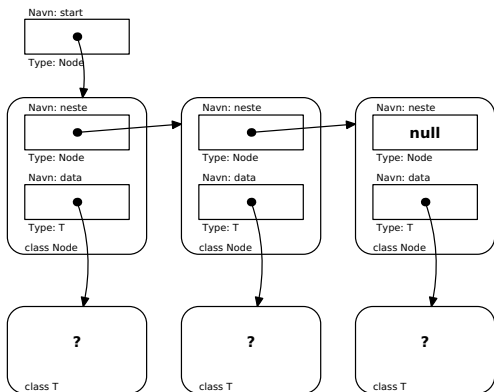 Navn: start
Type: Node
Navn: neste
Type: Node
Navn: data
Type: T
class Node
Navn: neste
Type: Node
Navn: data
Type: T
class Node
Navn: neste
null
Type: Node
Navn: data
Type: T
class Node
?
class T
?
class T
?
class T